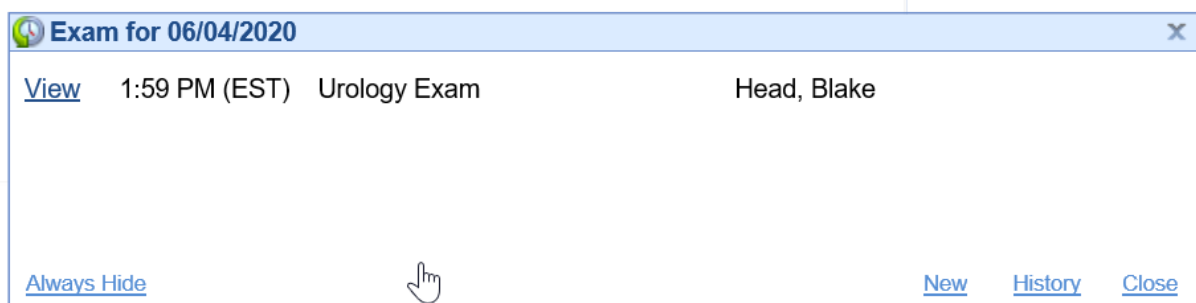 Exam for 06/04/2020 X
View 1:59 PM (EST) Urology Exam Head, Blake
Always Hide New History Close